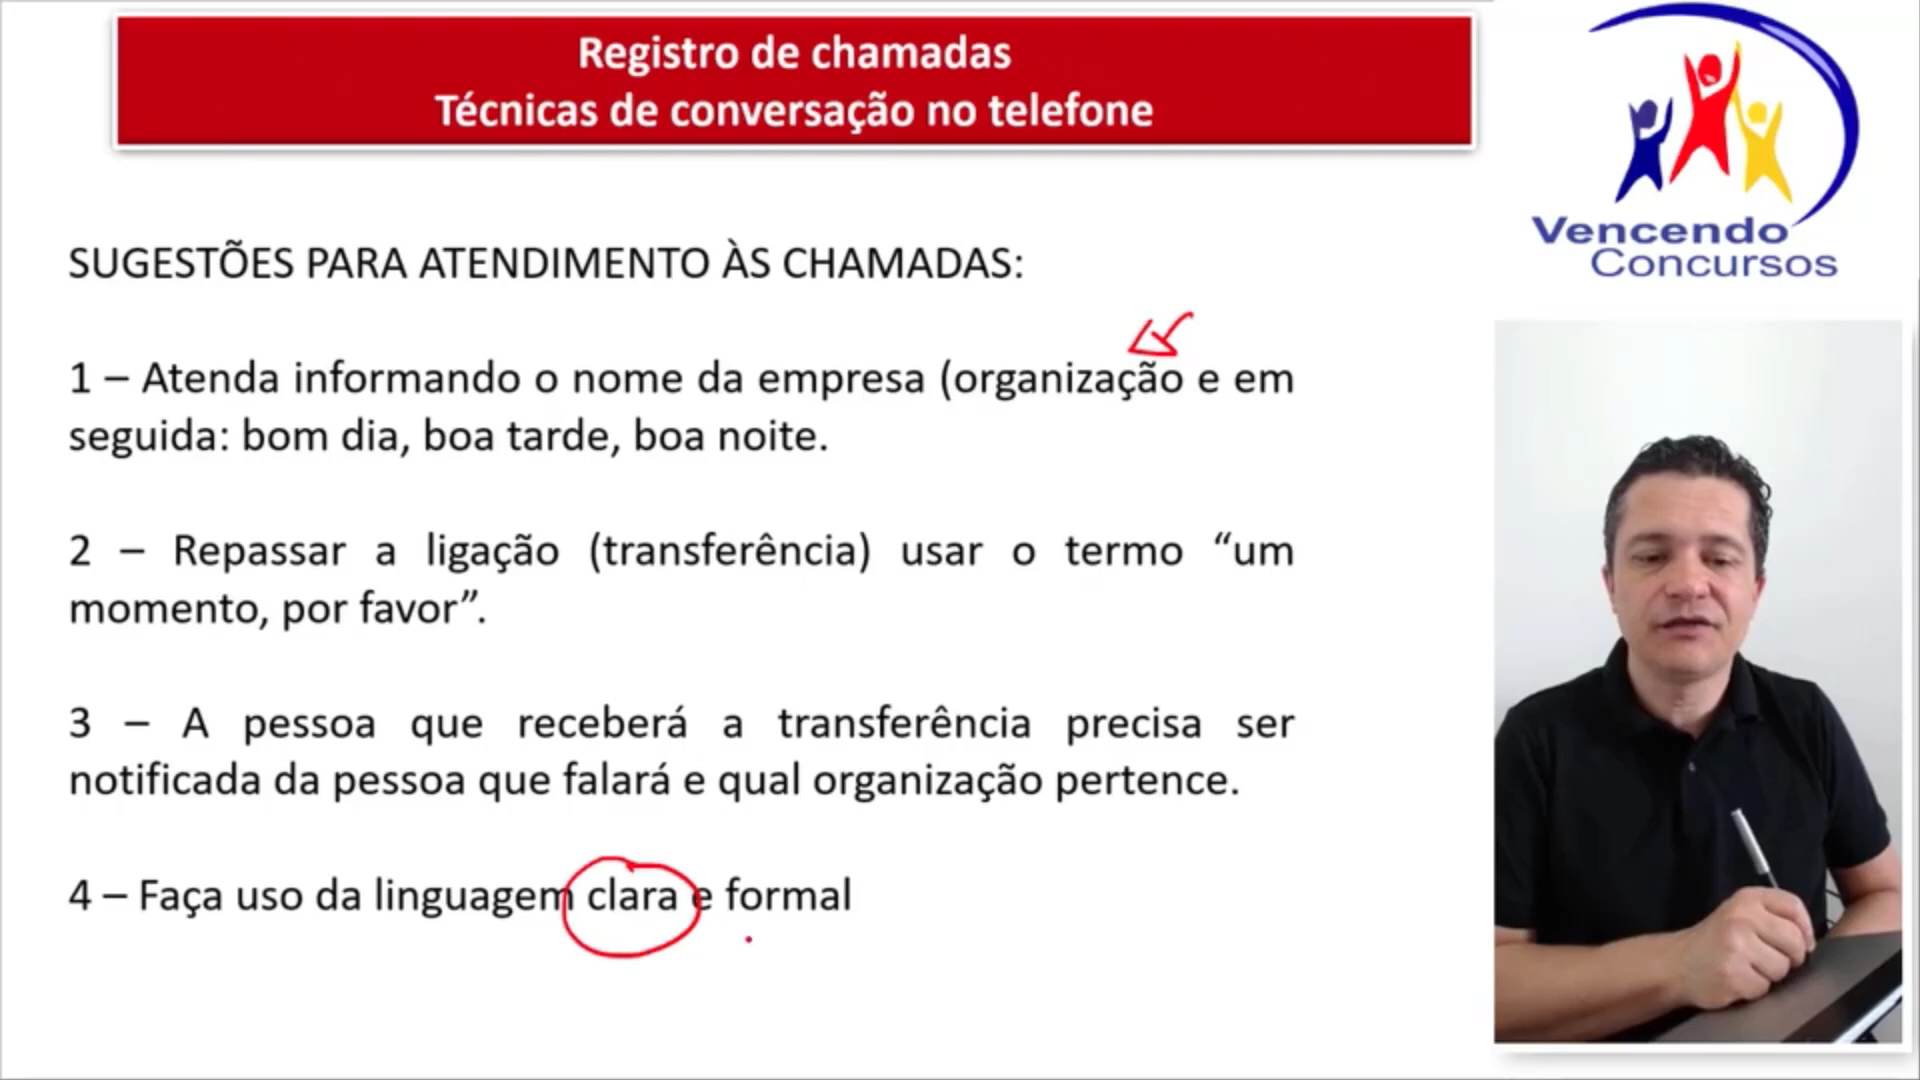 Registro de chamadas
Técnicas de conversação no telefone
Vencendo
Concursos
SUGESTÕES PARA ATENDIMENTO ÀS CHAMADAS:
1 – Atenda informando o nome da empresa (organização e em
seguida: bom dia, boa tarde, boa noite.
2 – Repassar a ligação (transferência) usar o termo “um
momento, por favor”.
3 – A pessoa que receberá a transferência precisa ser
notificada da pessoa que falará e qual organização pertence.
4 – Faça uso da linguagem clara e formal